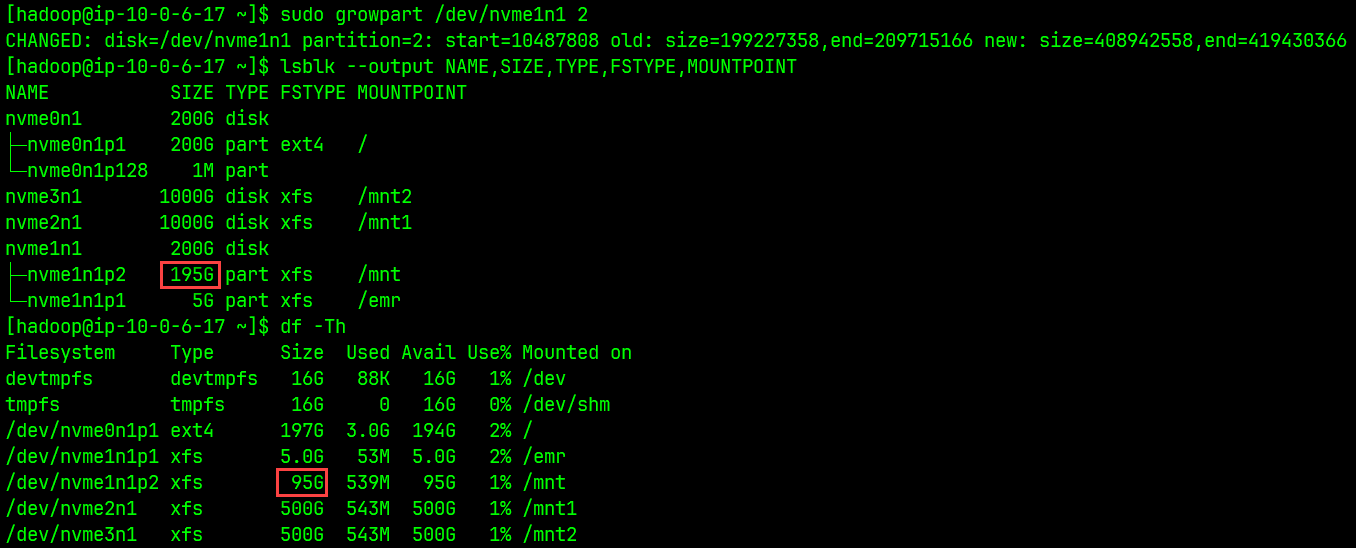 [hadoop@ip-10-0-6-17 ~]$ sudo growpart /dev/nvme1n1 2
CHANGED: disk=/dev/nvme1n1 partition=2: start=10487808 old: size=199227358,end=209715166 new: size=408942558,end=419430366
[hadoop@ip-10-0-6-17 ~]$ lsblk --output NAME,SIZE,TYPE,FSTYPE,MOUNTPOINT
NAME           SIZE TYPE FSTYPE MOUNTPOINT
nvme0n1        200G disk
├─nvme0n1p1    200G part ext4   /
└─nvme0n1p128    1M part
nvme3n1       1000G disk xfs    /mnt2
nvme2n1       1000G disk xfs    /mnt1
nvme1n1        200G disk
├─nvme1n1p2    195G part xfs    /mnt
└─nvme1n1p1      5G part xfs    /emr
[hadoop@ip-10-0-6-17 ~]$ df -Th
Filesystem     Type      Size  Used Avail Use% Mounted on
devtmpfs       devtmpfs   16G   88K   16G   1% /dev
tmpfs          tmpfs      16G     0   16G   0% /dev/shm
/dev/nvme0n1p1 ext4      197G  3.0G  194G   2% /
/dev/nvme1n1p1 xfs       5.0G   53M  5.0G   2% /emr
/dev/nvme1n1p2 xfs        95G  539M   95G   1% /mnt
/dev/nvme2n1   xfs       500G  543M  500G   1% /mnt1
/dev/nvme3n1   xfs       500G  543M  500G   1% /mnt2